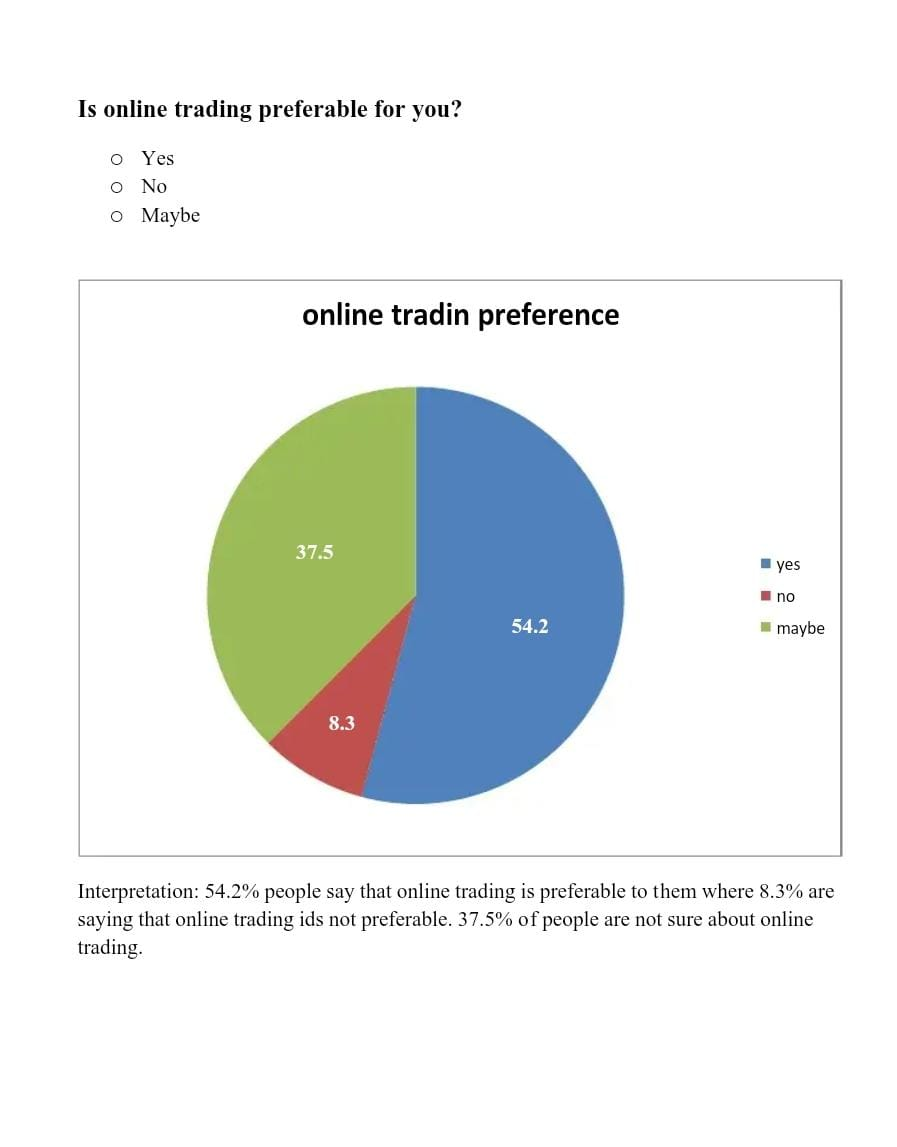 Is online trading preferable for you?
o Yes
o No
o Maybe
online tradin preference
37.5
54.2
8.3
yes
no
maybe
Interpretation: 54.2% people say that online trading is preferable to them where 8.3% are
saying that online trading ids not preferable. 37.5% of people are not sure about online
trading.